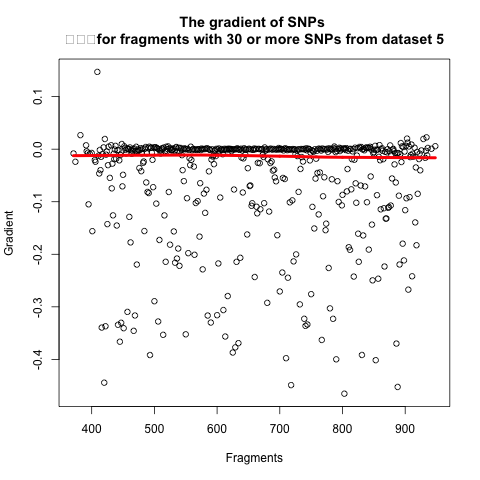 The gradient of SNPs
for fragments with 30 or more SNPs from dataset 5
Gradient
0.1
0.0
-0.1
-0.2
-0.3
-0.4
400 500 600 700 800 900
Fragments